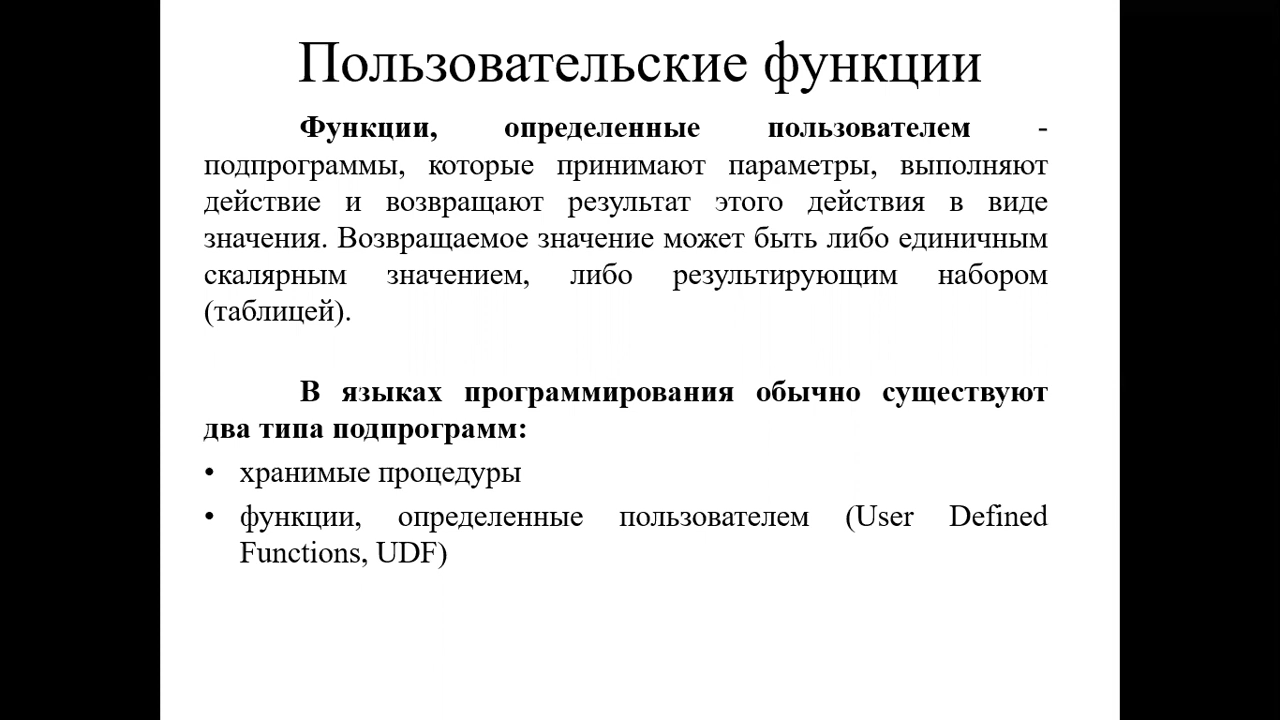 Пользовательские функции
Функции, определенные пользователем -
подпрограммы, которые принимают параметры, выполняют
действие и возвращают результат этого действия в виде
значения. Возвращаемое значение может быть либо единичным
скалярным значением, либо результирующим набором
(таблицей).
В языках программирования обычно существуют
два типа подпрограмм:
• хранимые процедуры
• функции, определенные пользователем (User Defined
Functions, UDF)